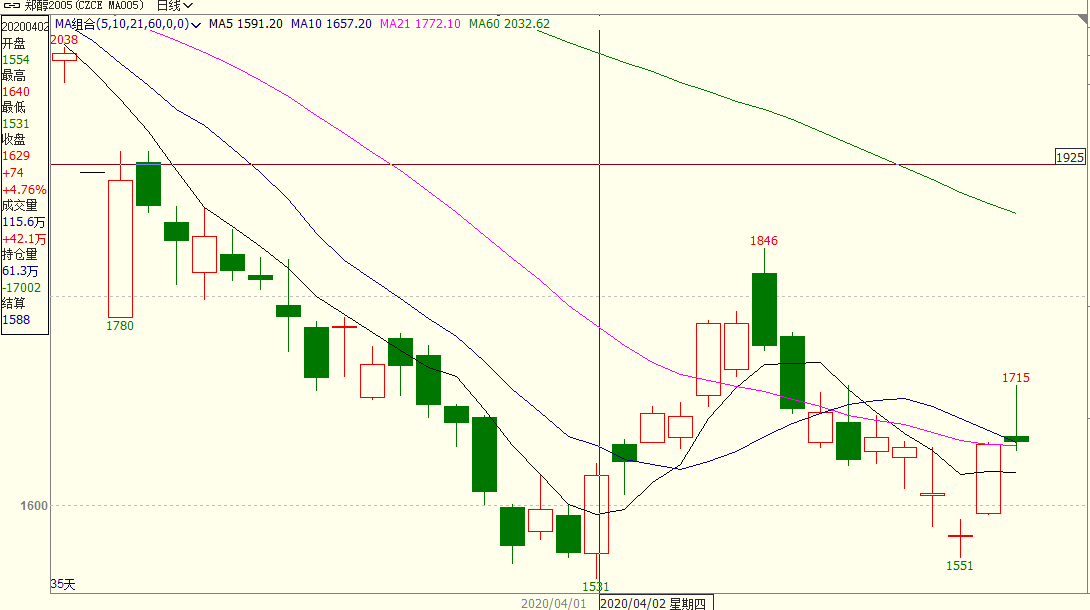 郑醇2005(CZCE MA005) 日线
MA组合(5,10,21,60,0,0) MA5 1591.20 MA10 1657.20 MA21 1772.10 MA60 2032.62
20200402
开盘
1554
最高
1640
最低
1531
收盘
1629
+74
+4.76%
成交量
115.6万
+42.1万
持仓量
61.3万
-17002
结算
1588
2038
1925
1846
1780
1715
1600
1551
1531
35天
2020/04/01
2020/04/02 星期四